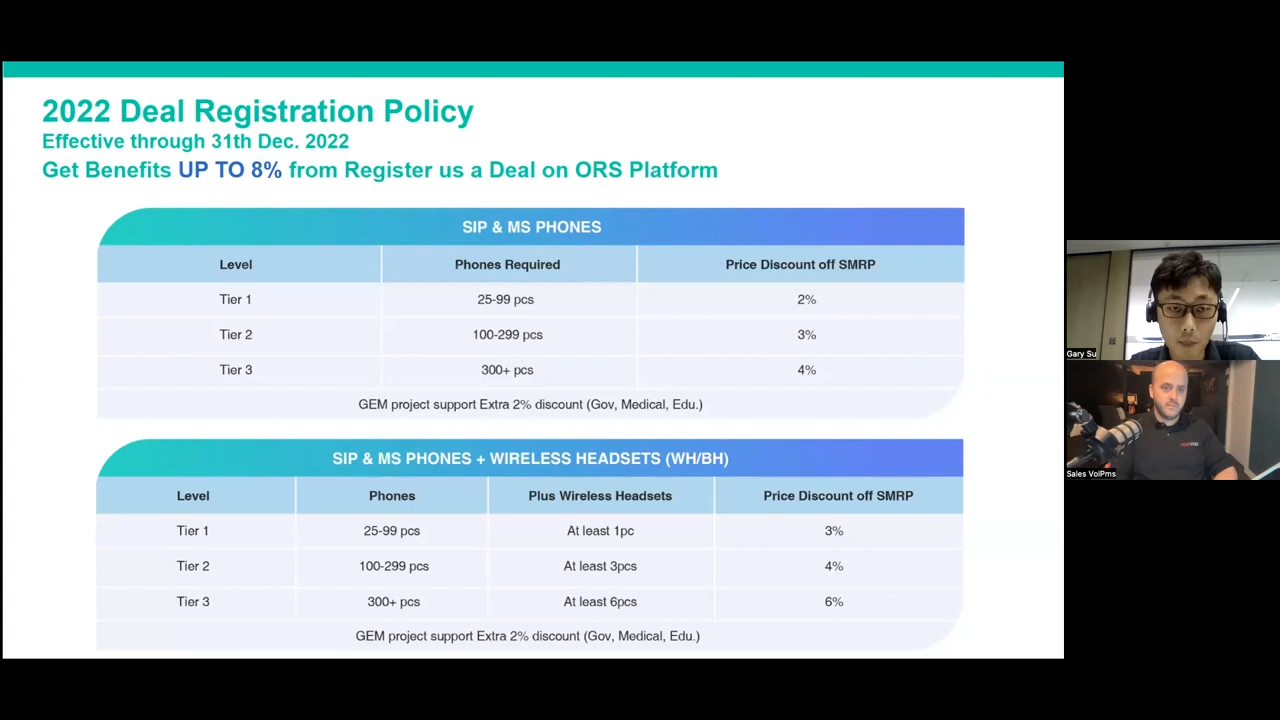 2022 Deal Registration Policy
Effective through 31th Dec. 2022
Get Benefits UP TO 8% from Register us a Deal on ORS Platform
SIP & MS PHONES
Level Phones Required Price Discount off SMRP
Tier 1 25-99 pcs 2%
Tier 2 100-299 pcs 3%
Tier 3 300+ pcs 4%
GEM project support Extra 2% discount (Gov, Medical, Edu.)
SIP & MS PHONES + WIRELESS HEADSETS (WH/BH)
Level Phones Plus Wireless Headsets Price Discount off SMRP
Tier 1 25-99 pcs At least 1pc 3%
Tier 2 100-299 pcs At least 3pcs 4%
Tier 3 300+ pcs At least 6pcs 6%
GEM project support Extra 2% discount (Gov, Medical, Edu.)
Gary Su
Sales VoIPms